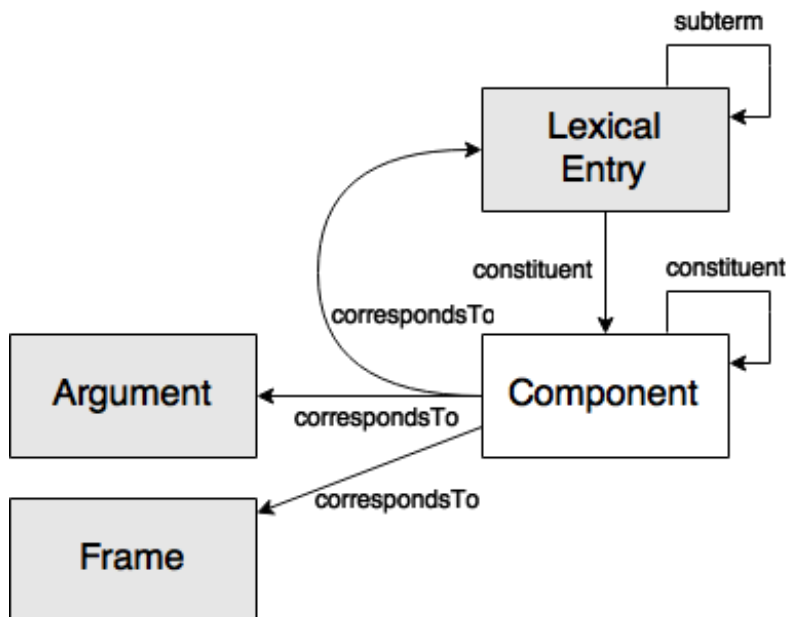 subterm
Lexical
Entry
constituent
constituent
correspondsTo
Argument
Component
correspondsTo
correspondsTo
Frame